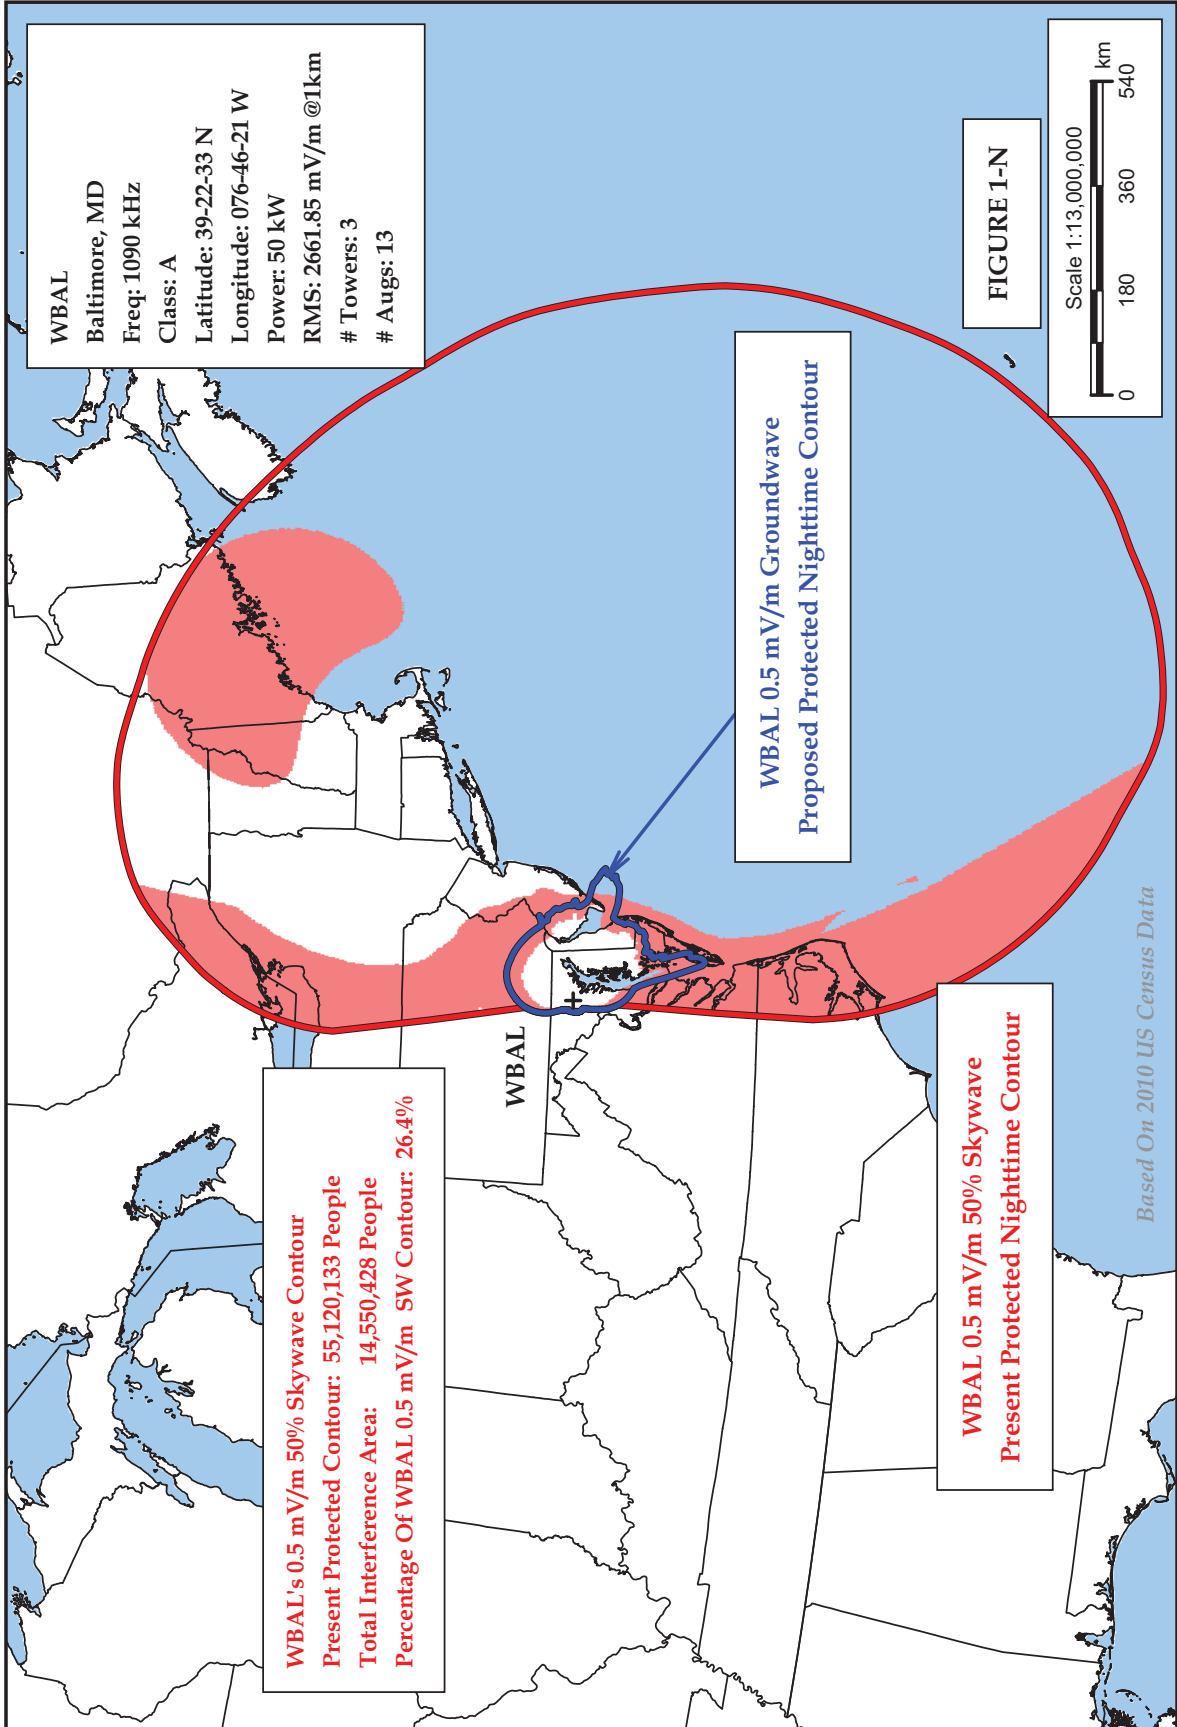 WBAL
Baltimore, MD
Freq: 1090 kHz
Class: A
Latitude: 39-22-33 N
Longitude: 076-46-21 W
Power: 50 kW
RMS: 2661.85 mV/m @1km
# Towers: 3
# Augs: 13
WBAL's 0.5 mV/m 50% Skywave Contour
Present Protected Contour: 55,120,133 People
Total Interference Area: 14,550,428 People
Percentage Of WBAL 0.5 mV/m SW Contour: 26.4%
WBAL
WBAL 0.5 mV/m Groundwave
Proposed Protected Nighttime Contour
WBAL 0.5 mV/m 50% Skywave
Present Protected Nighttime Contour
FIGURE 1-N
Scale 1:13,000,000
km
0 180 360 540
Based On 2010 US Census Data